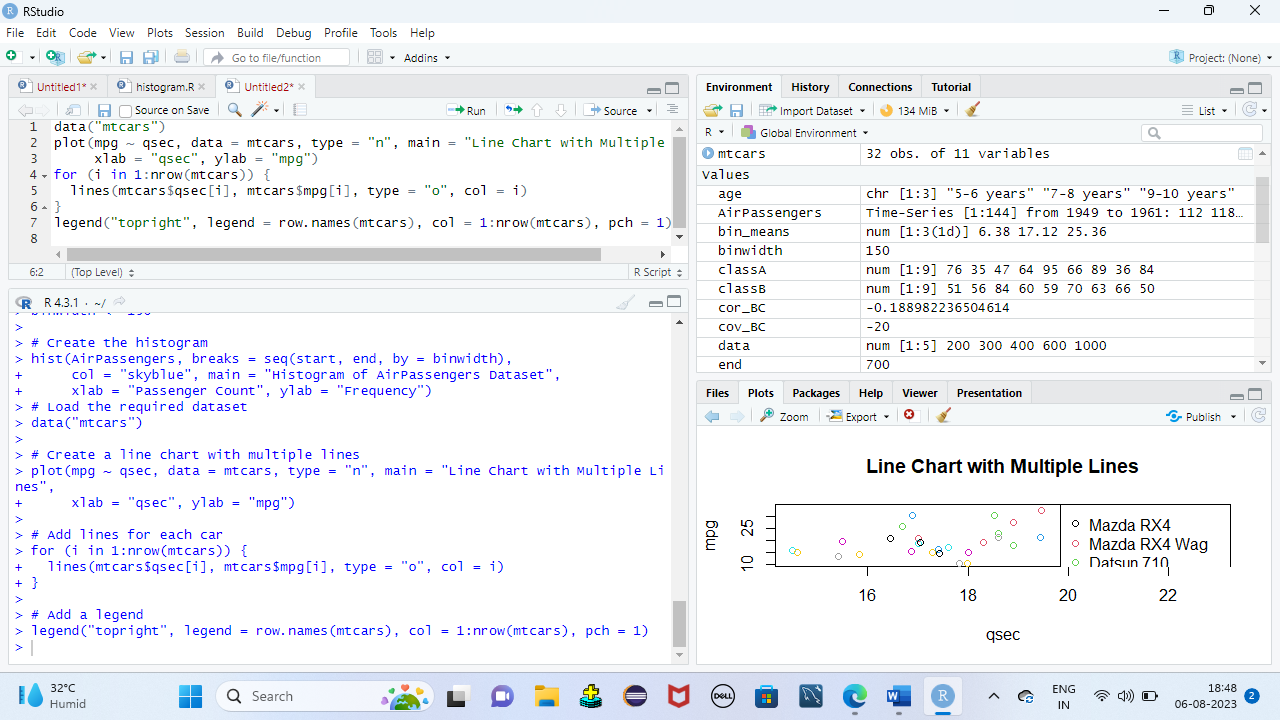 RStudio
File Edit Code View Plots Session Build Debug Profile Tools Help
Go to file/function Addins Project: (None)
Untitled1* histogram.R Untitled2*
Source on Save Run Source
1 data("mtcars")
2 plot(mpg ~ qsec, data = mtcars, type = "n", main = "Line Chart with Multiple
3 xlab = "qsec", ylab = "mpg")
4 for (i in 1:nrow(mtcars)) {
5 lines(mtcars$qsec[i], mtcars$mpg[i], type = "o", col = i)
6 }
7 legend("topright", legend = row.names(mtcars), col = 1:nrow(mtcars), pch = 1)
8
6:2 (Top Level) R Script
R 4.3.1 · ~/
>
> # Create the histogram
> hist(AirPassengers, breaks = seq(start, end, by = binwidth),
+ col = "skyblue", main = "Histogram of AirPassengers Dataset",
+ xlab = "Passenger Count", ylab = "Frequency")
> # Load the required dataset
> data("mtcars")
>
> # Create a line chart with multiple lines
> plot(mpg ~ qsec, data = mtcars, type = "n", main = "Line Chart with Multiple Li
nes",
+ xlab = "qsec", ylab = "mpg")
>
> # Add lines for each car
> for (i in 1:nrow(mtcars)) {
+ lines(mtcars$qsec[i], mtcars$mpg[i], type = "o", col = i)
+ }
>
> # Add a legend
> legend("topright", legend = row.names(mtcars), col = 1:nrow(mtcars), pch = 1)
>
Environment History Connections Tutorial
Import Dataset 134 MiB List
R Global Environment
mtcars 32 obs. of 11 variables
values
age chr [1:3] "5-6 years" "7-8 years" "9-10 years"
AirPassengers Time-Series [1:144] from 1949 to 1961: 112 118…
bin_means num [1:3(1d)] 6.38 17.12 25.36
binwidth 150
classA num [1:9] 76 35 47 64 95 66 89 36 84
classB num [1:9] 51 56 84 60 59 70 63 66 50
cor_BC -0.188982236504614
cov_BC -20
data num [1:5] 200 300 400 600 1000
end 700
Files Plots Packages Help Viewer Presentation
Zoom Export Publish
Line Chart with Multiple Lines
mpg
25
10
Mazda RX4
Mazda RX4 Wag
Datsun 710
16 18 20 22
qsec
32°C
Humid
Search
DELL
ENG
IN
18:48
06-08-2023
2